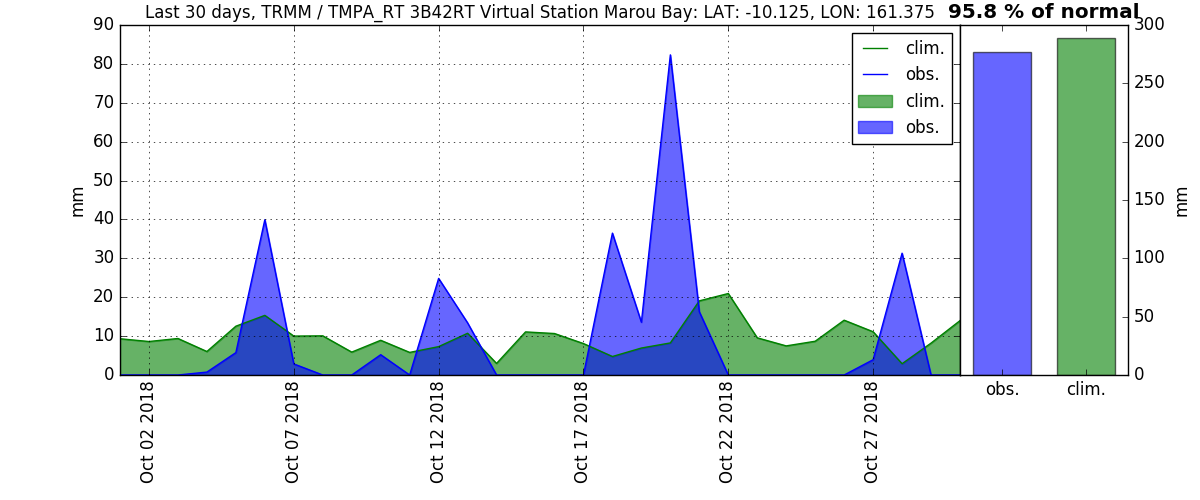 Last 30 days, TRMM / TMPA_RT 3B42RT Virtual Station Marou Bay: LAT: -10.125, LON: 161.375
95.8 % of normal
90
80
70
60
50
40
30
20
10
0
mm
clim.
obs.
clim.
obs.
Oct 02 2018
Oct 07 2018
Oct 12 2018
Oct 17 2018
Oct 22 2018
Oct 27 2018
300
250
200
150
100
50
0
mm
obs.
clim.